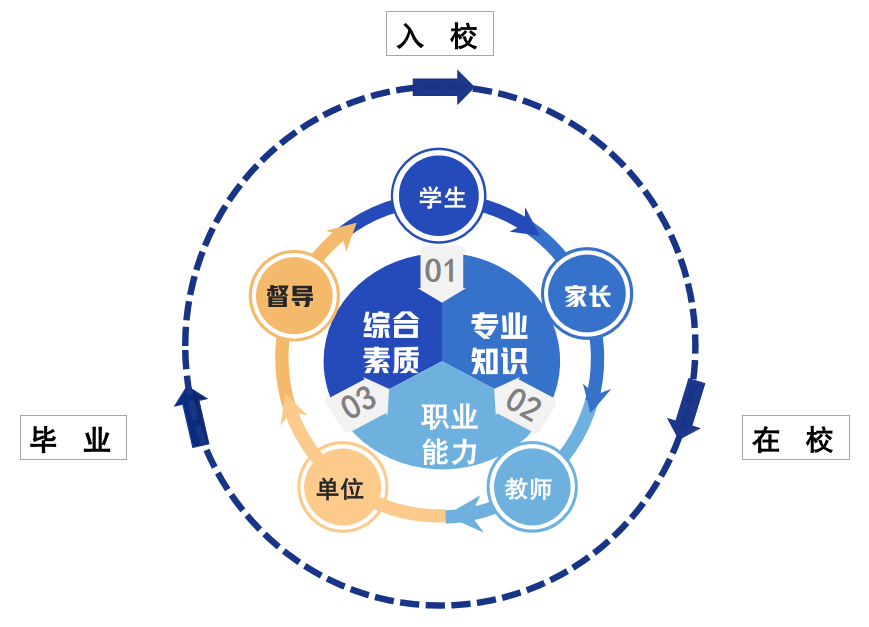 入 校
学生
01
督导
家长
综合
素质
专业
知识
03
02
职业
能力
毕 业
在 校
单位
教师